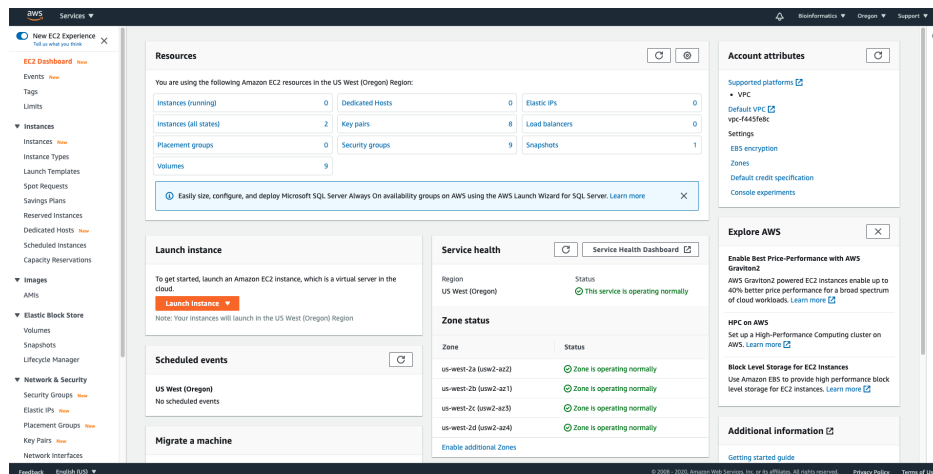 aws Services Bioinformatics Oregon Support
New EC2 Experience
Tell us what you think
EC2 Dashboard New
Events New
Tags
Limits
Instances
Instances New
Instance Types
Launch Templates
Spot Requests
Savings Plans
Reserved Instances
Dedicated Hosts New
Scheduled Instances
Capacity Reservations
Images
AMIs
Elastic Block Store
Volumes
Snapshots
Lifecycle Manager
Network & Security
Security Groups New
Elastic IPs New
Placement Groups New
Key Pairs New
Network Interfaces
Resources
You are using the following Amazon EC2 resources in the US West (Oregon) Region:
Instances (running) 0 Dedicated Hosts 0 Elastic IPs 0
Instances (all states) 2 Key pairs 8 Load balancers 0
Placement groups 0 Security groups 9 Snapshots 1
Volumes 9
Easily size, configure, and deploy Microsoft SQL Server Always On availability groups on AWS using the AWS Launch Wizard for SQL Server. Learn more
Launch instance
To get started, launch an Amazon EC2 instance, which is a virtual server in the
cloud.
Launch instance
Note: Your instances will launch in the US West (Oregon) Region
Scheduled events
US West (Oregon)
No scheduled events
Migrate a machine
Service health Service Health Dashboard
Region Status
US West (Oregon) This service is operating normally
Zone status
Zone Status
us-west-2a (usw2-az2) Zone is operating normally
us-west-2b (usw2-az1) Zone is operating normally
us-west-2c (usw2-az3) Zone is operating normally
us-west-2d (usw2-az4) Zone is operating normally
Enable additional Zones
Account attributes
Supported platforms
• VPC
Default VPC
vpc-f445fe8c
Settings
EBS encryption
Zones
Default credit specification
Console experiments
Explore AWS
Enable Best Price-Performance with AWS
Graviton2
AWS Graviton2 powered EC2 instances enable up to
40% better price performance for a broad spectrum
of cloud workloads. Learn more
HPC on AWS
Set up a High-Performance Computing cluster on
AWS. Learn more
Block Level Storage for EC2 Instances
Use Amazon EBS to provide high performance block
level storage for EC2 instances. Learn more
Additional information
Getting started guide
Feedback English (US) © 2008 - 2020, Amazon Web Services, Inc. or its affiliates. All rights reserved. Privacy Policy Terms of